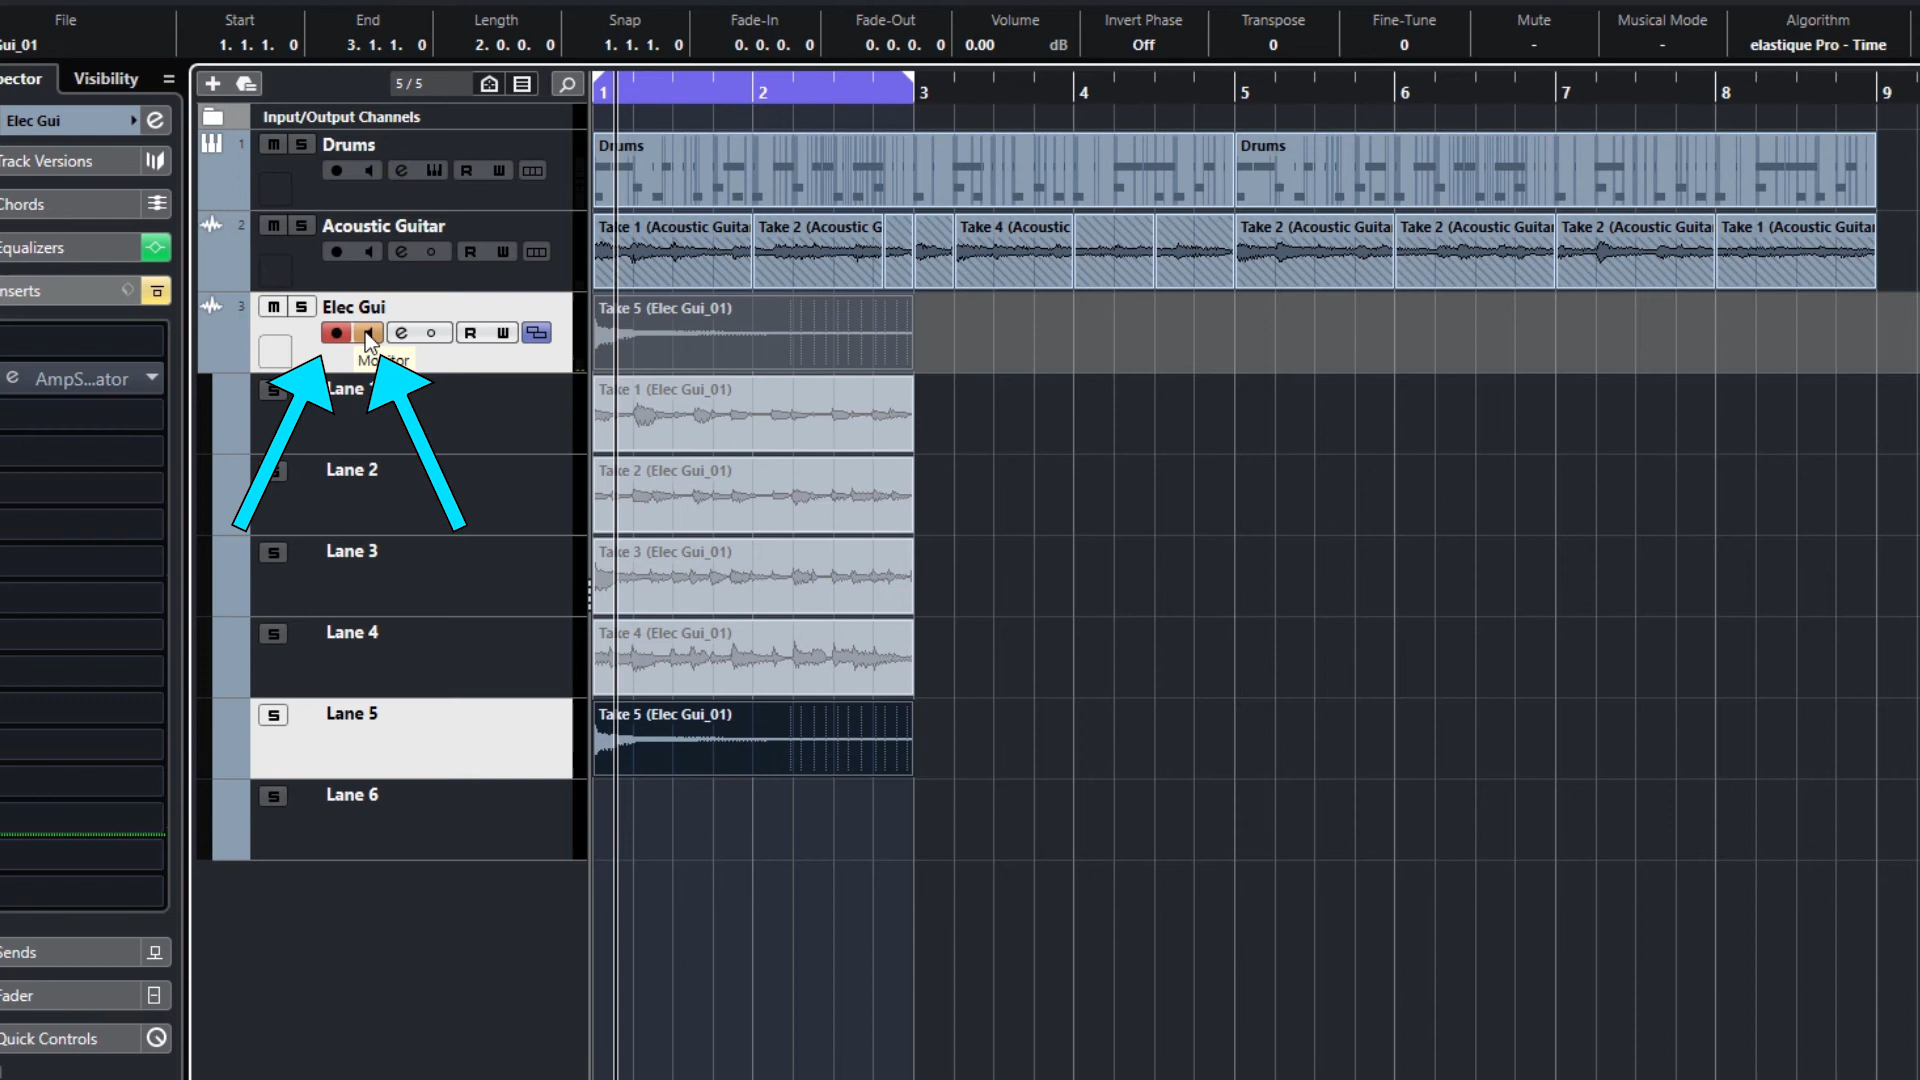 File Start End Length Snap Fade-In Fade-Out Volume Invert Phase Transpose Fine-Tune Mute Musical Mode Algorithm
Gui_01 1. 1. 1. 0 3. 1. 1. 0 2. 0. 0. 0 1. 1. 1. 0 0. 0. 0. 0 0. 0. 0. 0 0.00 dB Off 0 0 - - elastique Pro - Time
pector Visibility
5 / 5
1 2 3 4 5 6 7 8 9
Input/Output Channels
Elec Gui
1 m S Drums
R W
Drums Drums
Track Versions
Chords
2 m S Acoustic Guitar
R W
Take 1 (Acoustic Guita Take 2 (Acoustic G Take 4 (Acoustic Take 2 (Acoustic Guita Take 2 (Acoustic Guita Take 2 (Acoustic Guita Take 1 (Acoustic Guita
Equalizers
nserts
3 m S Elec Gui
R W
Take 5 (Elec Gui_01)
AmpS...ator
S Lane
Take 1 (Elec Gui_01)
Lane 2
Take 2 (Elec Gui_01)
S Lane 3
Take 3 (Elec Gui_01)
S Lane 4
Take 4 (Elec Gui_01)
S Lane 5
Take 5 (Elec Gui_01)
S Lane 6
Sends
Fader
Quick Controls